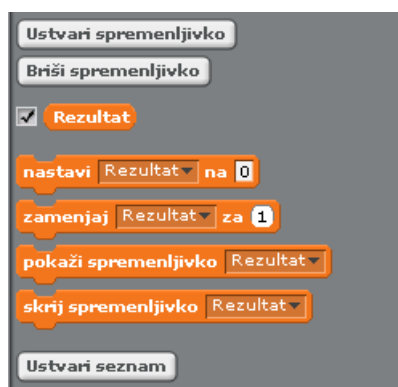 Ustvari spremenljivko
Briši spremenljivko
Rezultat
nastavi Rezultat na 0
zamenjaj Rezultat za 1
pokaži spremenljivko Rezultat
skrij spremenljivko Rezultat
Ustvari seznam